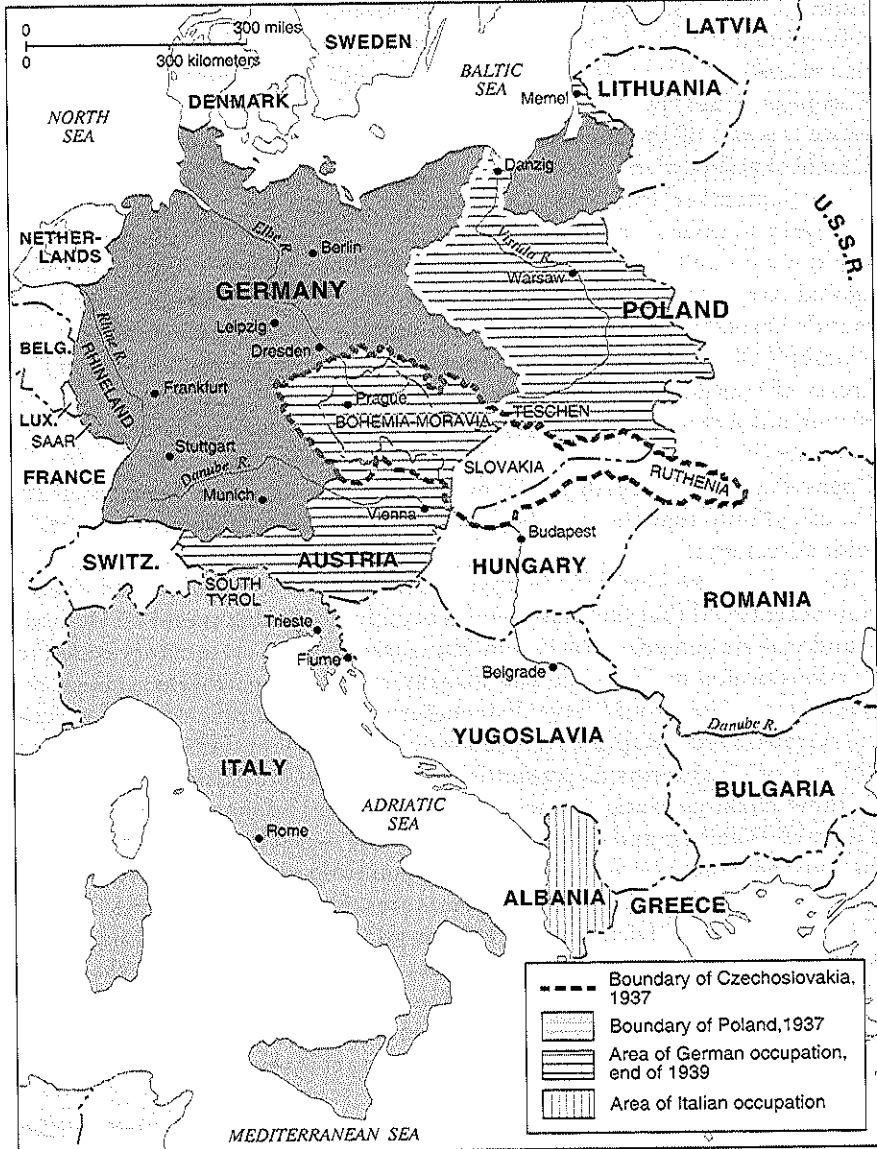 0 300 miles
0 300 kilometers
SWEDEN
LATVIA
BALTIC
SEA
LITHUANIA
Memel
DENMARK
NORTH
SEA
Danzig
U.S.S.R.
NETHER-
LANDS
Elbe R.
Berlin
Vistula R.
Warsaw
GERMANY
POLAND
Leipzig
Rhine R.
BELG.
RHINELAND
Dresden
Frankfurt
Prague
BOHEMIA-MORAVIA
TESCHEN
LUX.
SAAR
Stuttgart
FRANCE
Danube R.
SLOVAKIA
RUTHENIA
Munich
Vienna
Budapest
SWITZ.
AUSTRIA
HUNGARY
SOUTH
TYROL
ROMANIA
Trieste
Fiume
Belgrade
Danube R.
YUGOSLAVIA
ITALY
BULGARIA
ADRIATIC
SEA
Rome
ALBANIA
GREECE
Boundary of Czechoslovakia,
1937
Boundary of Poland,1937
Area of German occupation,
end of 1939
Area of Italian occupation
MEDITERRANEAN SEA